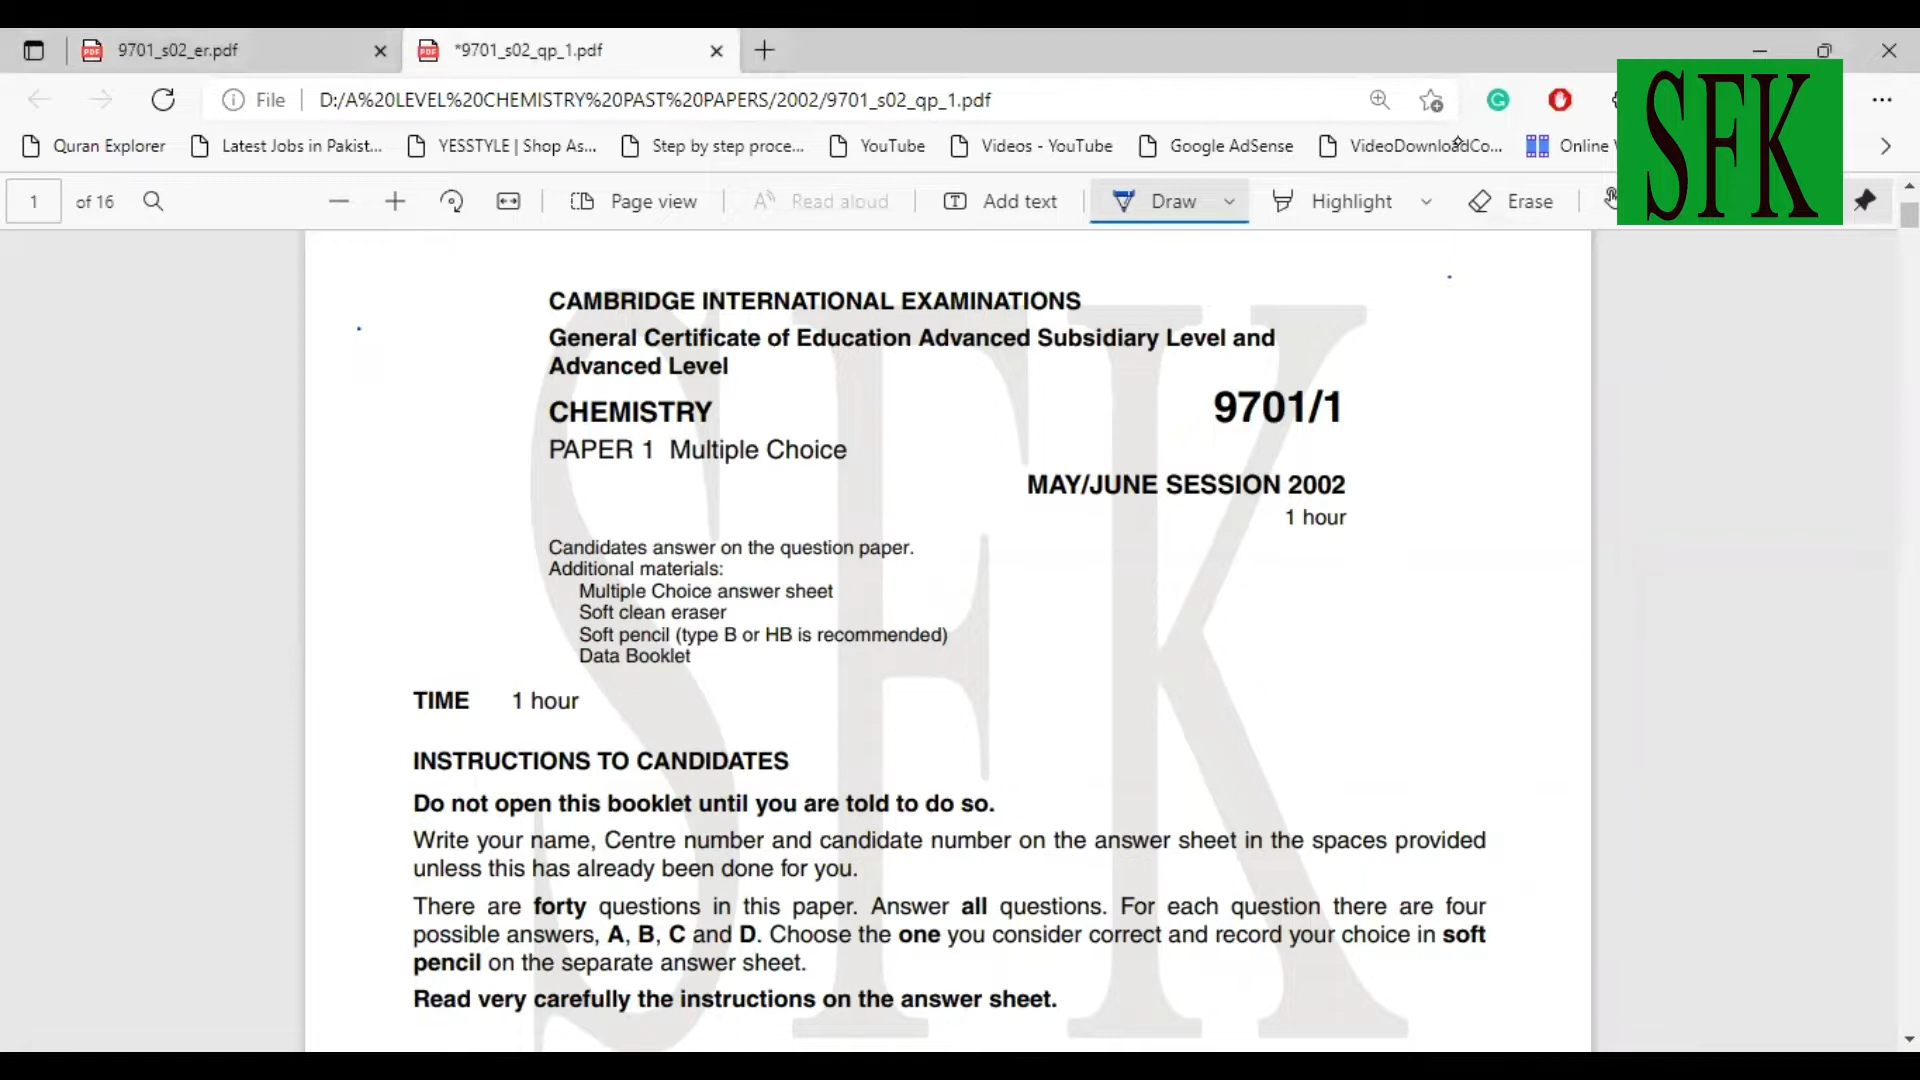 9701_s02_er.pdf
*9701_s02_qp_1.pdf
File
D:/A%20LEVEL%20CHEMISTRY%20PAST%20PAPERS/2002/9701_s02_qp_1.pdf
Quran Explorer
Latest Jobs in Pakist...
YESSTYLE | Shop As...
Step by step proce...
YouTube
Videos - YouTube
Google AdSense
VideoDownloadCo...
Online
SFK
1 of 16
Page view
Read aloud
Add text
Draw
Highlight
Erase
CAMBRIDGE INTERNATIONAL EXAMINATIONS
General Certificate of Education Advanced Subsidiary Level and
Advanced Level
CHEMISTRY 9701/1
PAPER 1 Multiple Choice
MAY/JUNE SESSION 2002
1 hour
Candidates answer on the question paper.
Additional materials:
Multiple Choice answer sheet
Soft clean eraser
Soft pencil (type B or HB is recommended)
Data Booklet
TIME 1 hour
INSTRUCTIONS TO CANDIDATES
Do not open this booklet until you are told to do so.
Write your name, Centre number and candidate number on the answer sheet in the spaces provided
unless this has already been done for you.
There are forty questions in this paper. Answer all questions. For each question there are four
possible answers, A, B, C and D. Choose the one you consider correct and record your choice in soft
pencil on the separate answer sheet.
Read very carefully the instructions on the answer sheet.
SFK